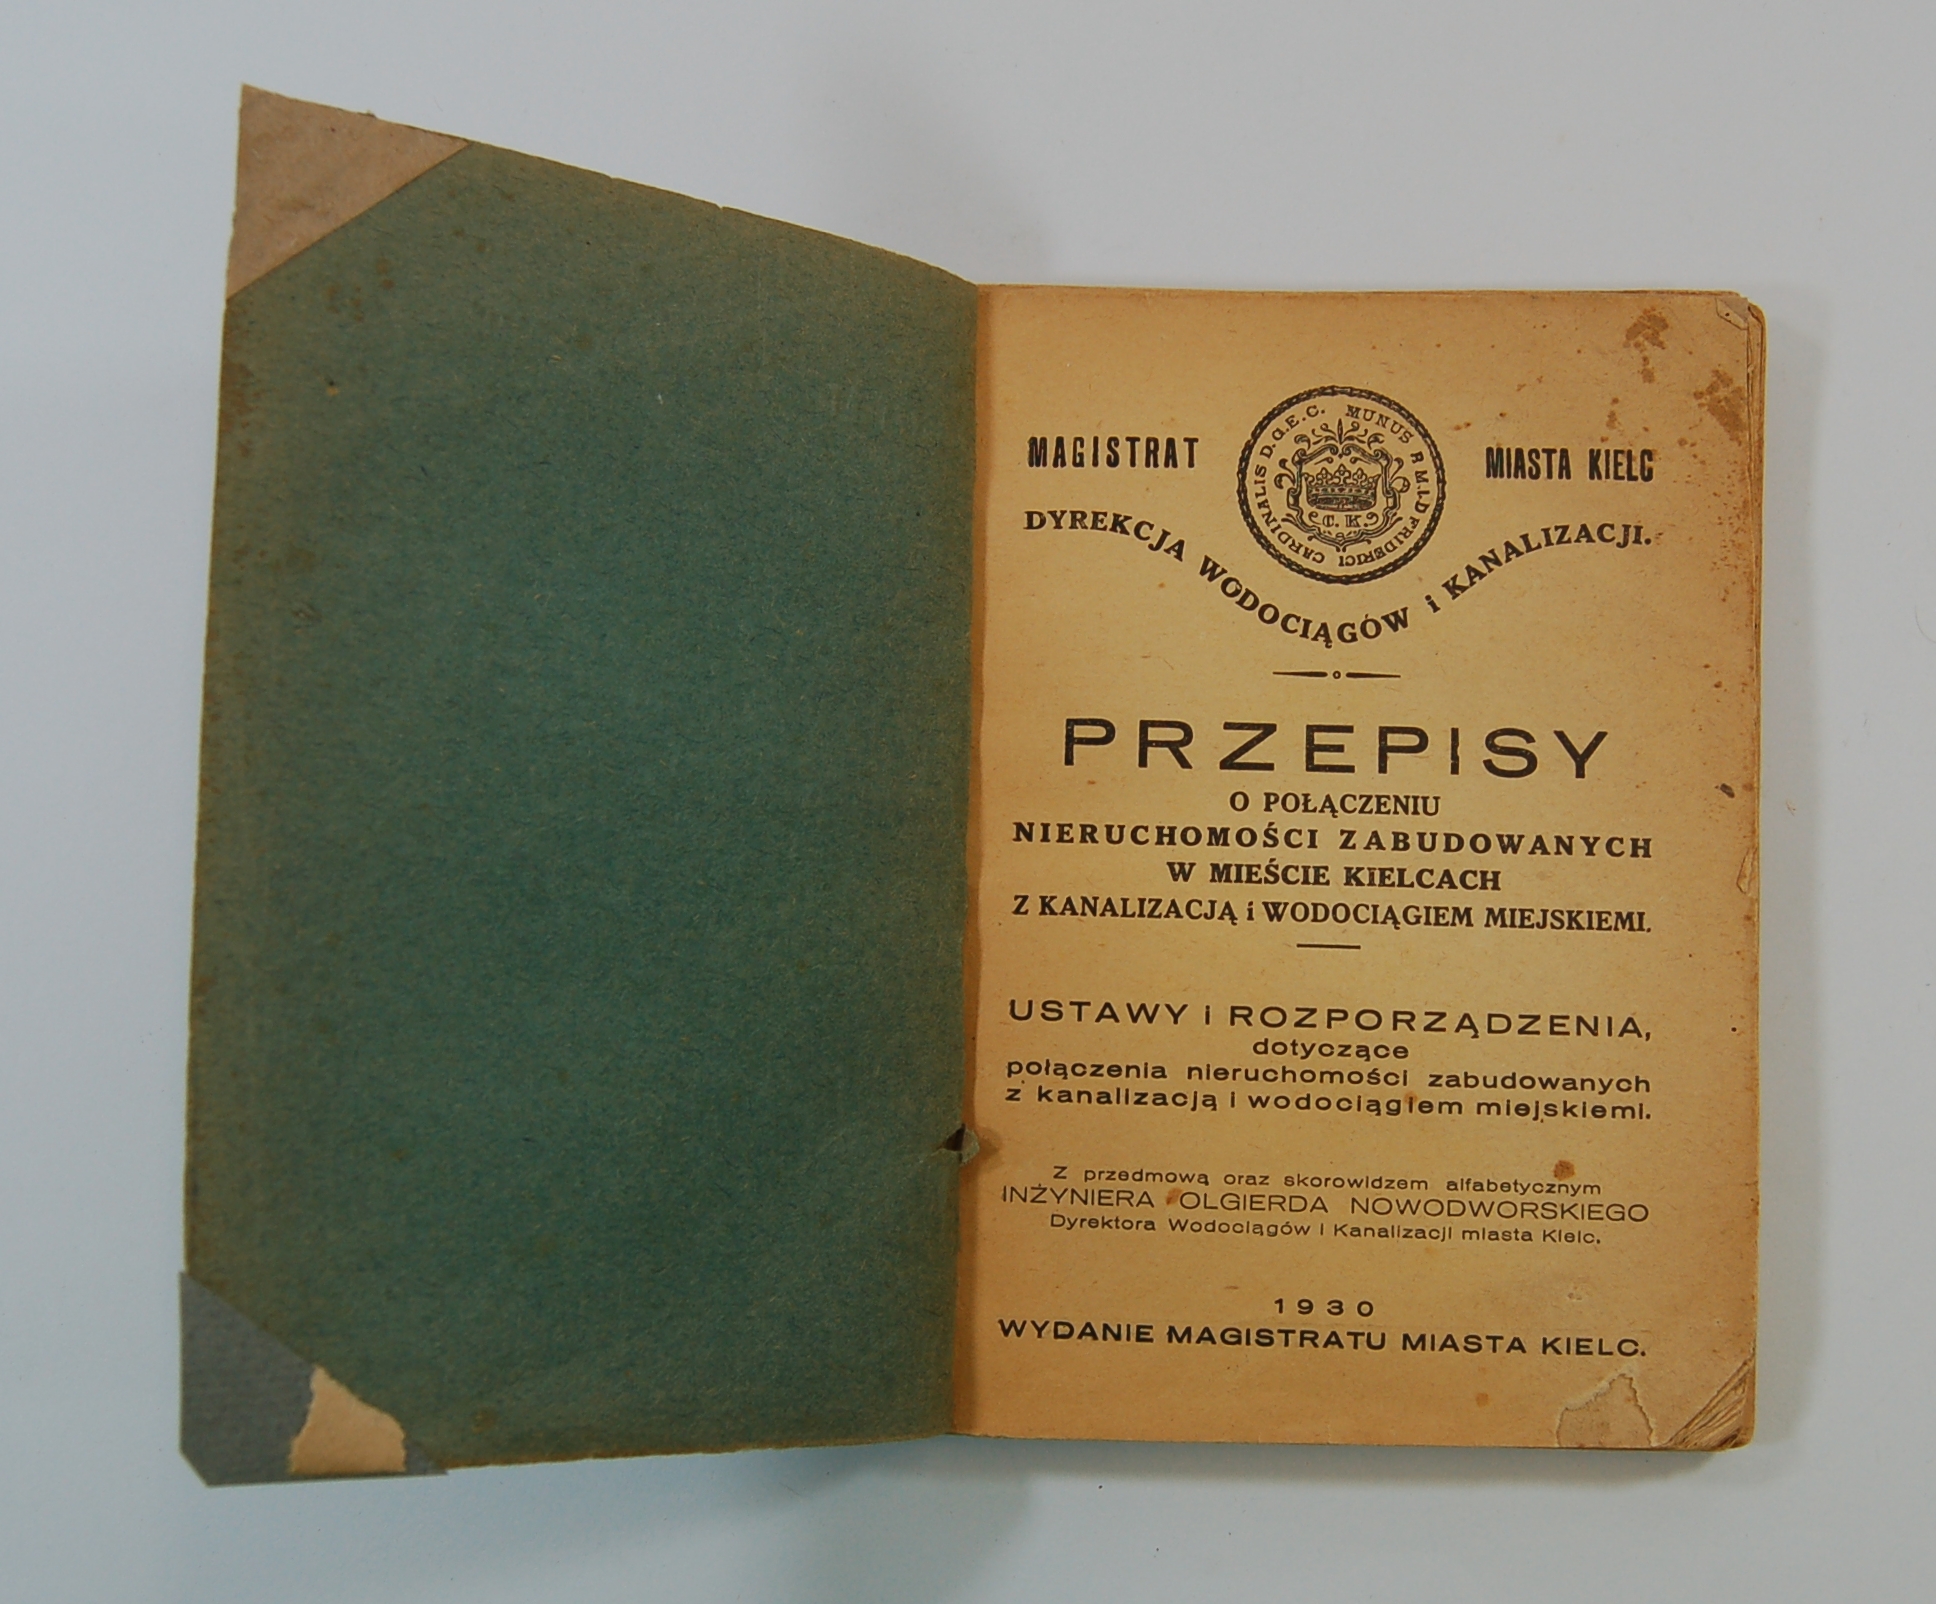 MAGISTRAT MIASTA KIELC
CARDINALIS D.G.E.C. MUNUS R.M.I.D FRIDERICI
C. K.
DYREKCJA WODOCIĄGÓW i KANALIZACJI.
PRZEPISY
O POŁĄCZENIU
NIERUCHOMOŚCI ZABUDOWANYCH
W MIEŚCIE KIELCACH
Z KANALIZACJĄ i WODOCIĄGIEM MIEJSKIEMI.
USTAWY i ROZPORZĄDZENIA,
dotyczące
połączenia nieruchomości zabudowanych
z kanalizacją i wodociągiem miejskiemi.
Z przedmową oraz skorowidzem alfabetycznym
INŻYNIERA OLGIERDA NOWODWORSKIEGO
Dyrektora Wodociągów i Kanalizacji miasta Kielc.
1930
WYDANIE MAGISTRATU MIASTA KIELC.